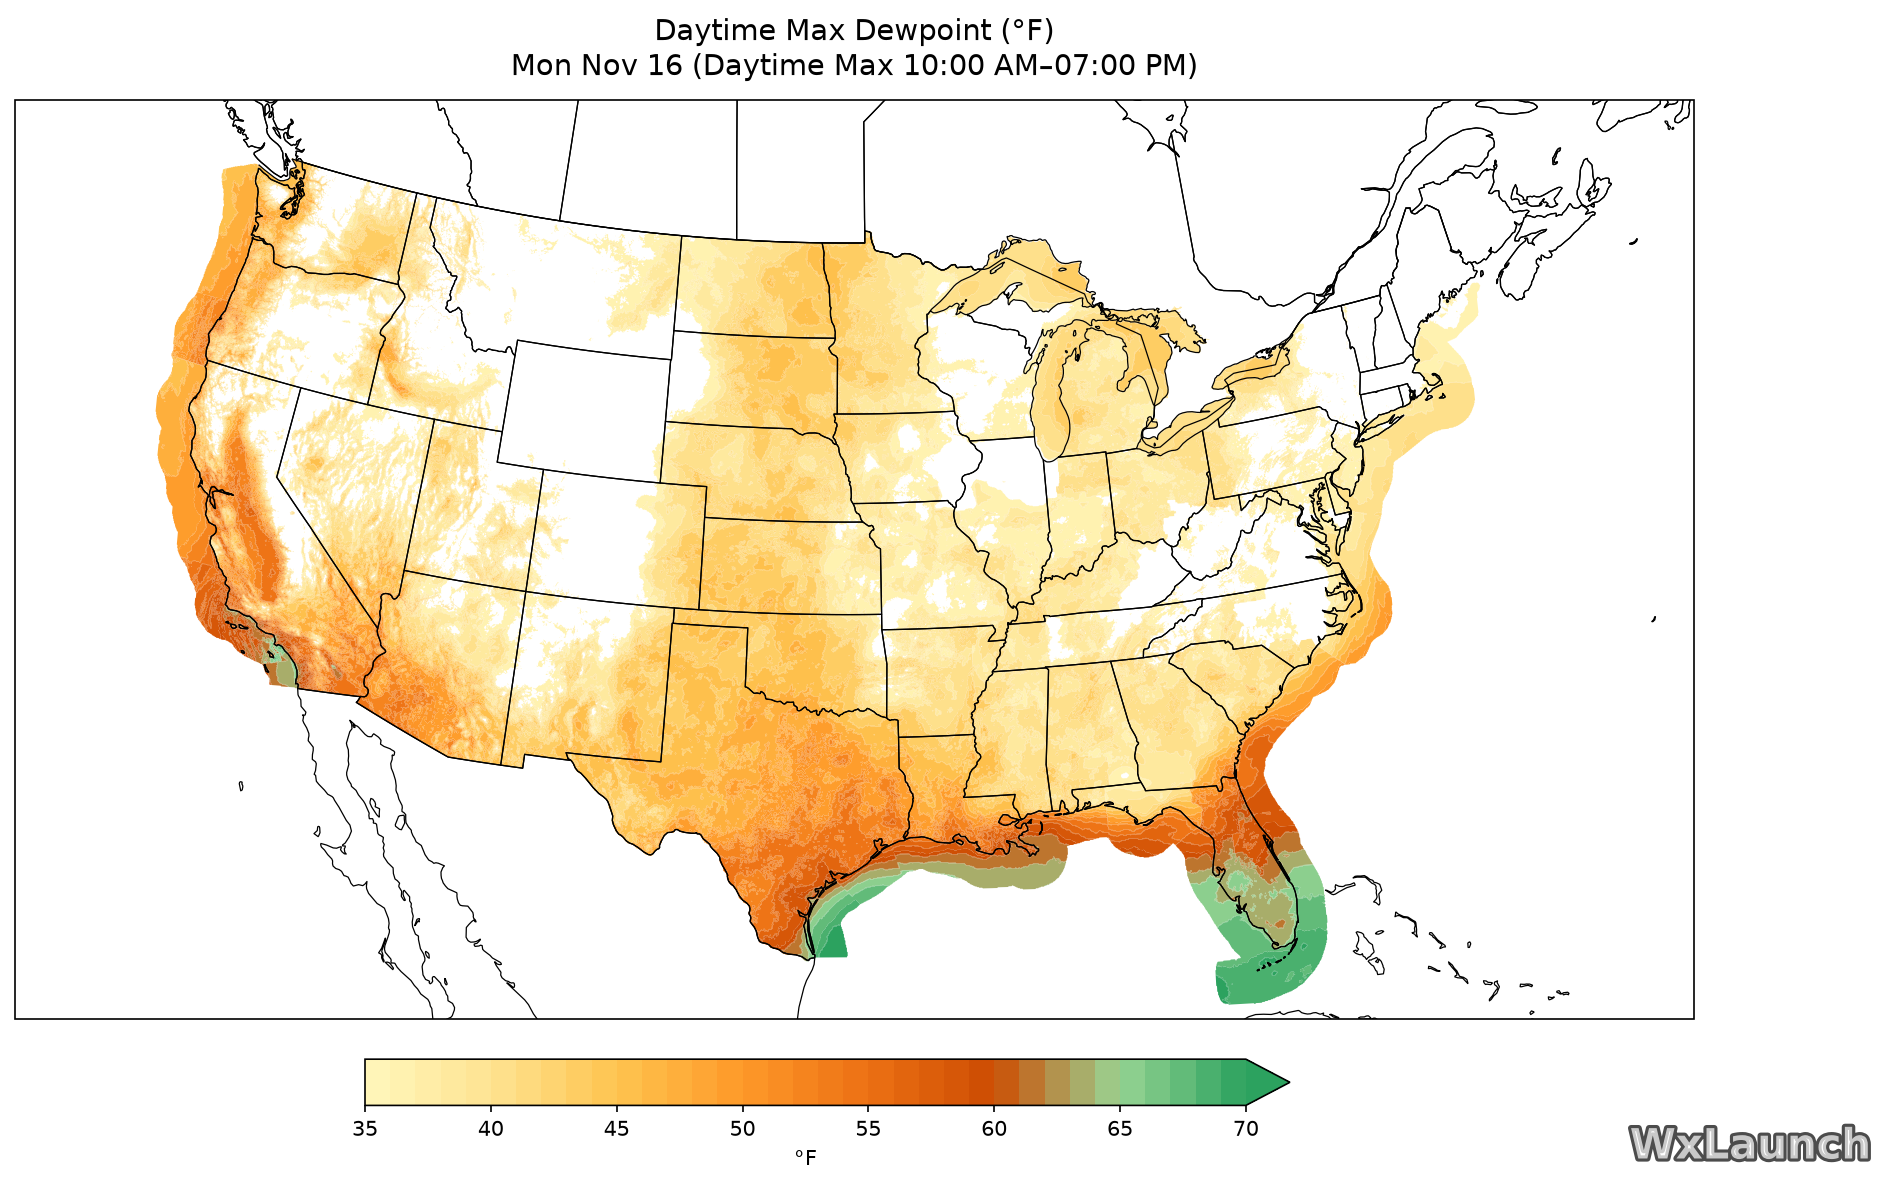 Daytime Max Dewpoint (°F)
Mon Nov 16 (Daytime Max 10:00 AM–07:00 PM)
35 40 45 50 55 60 65 70
°F
WxLaunch